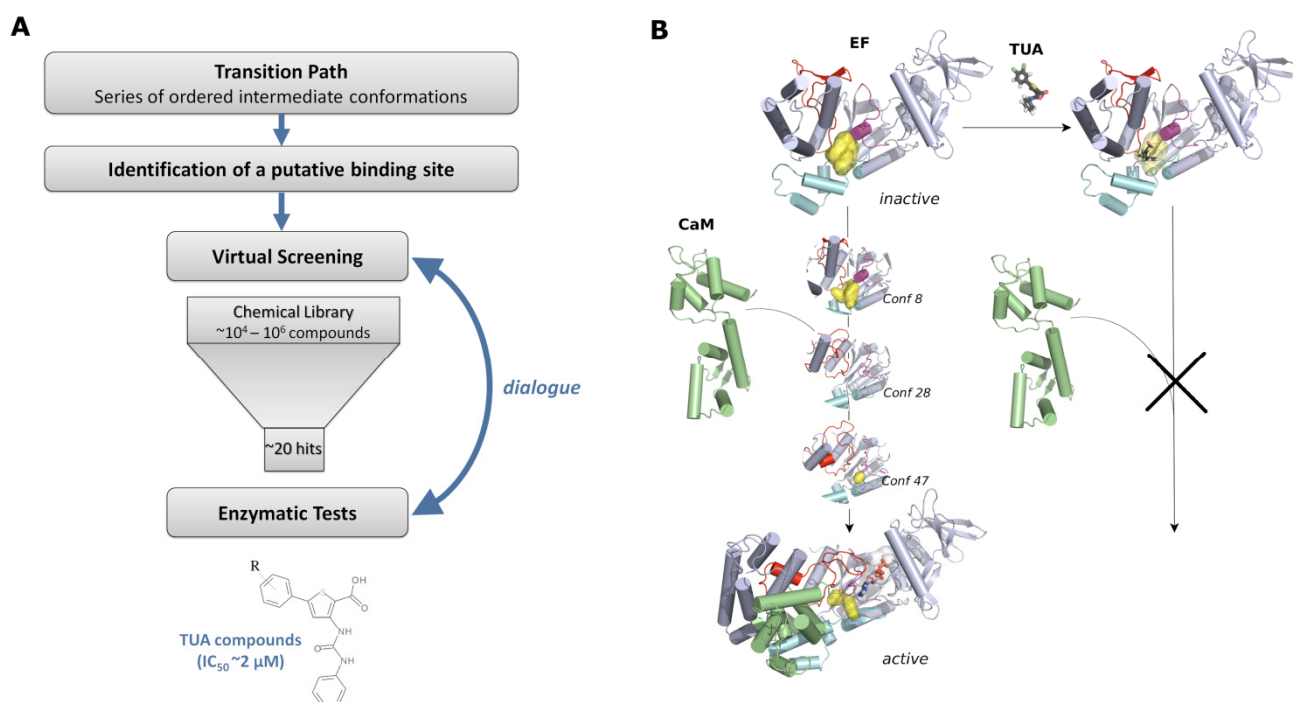 A
Transition Path
Series of ordered intermediate conformations
Identification of a putative binding site
Virtual Screening
Chemical Library
~10⁴ – 10⁶ compounds
~20 hits
dialogue
Enzymatic Tests
R
S
OH
O
NH
O
NH
TUA compounds
(IC₅₀ ~2 µM)
B
EF
TUA
inactive
CaM
Conf 8
Conf 28
Conf 47
active